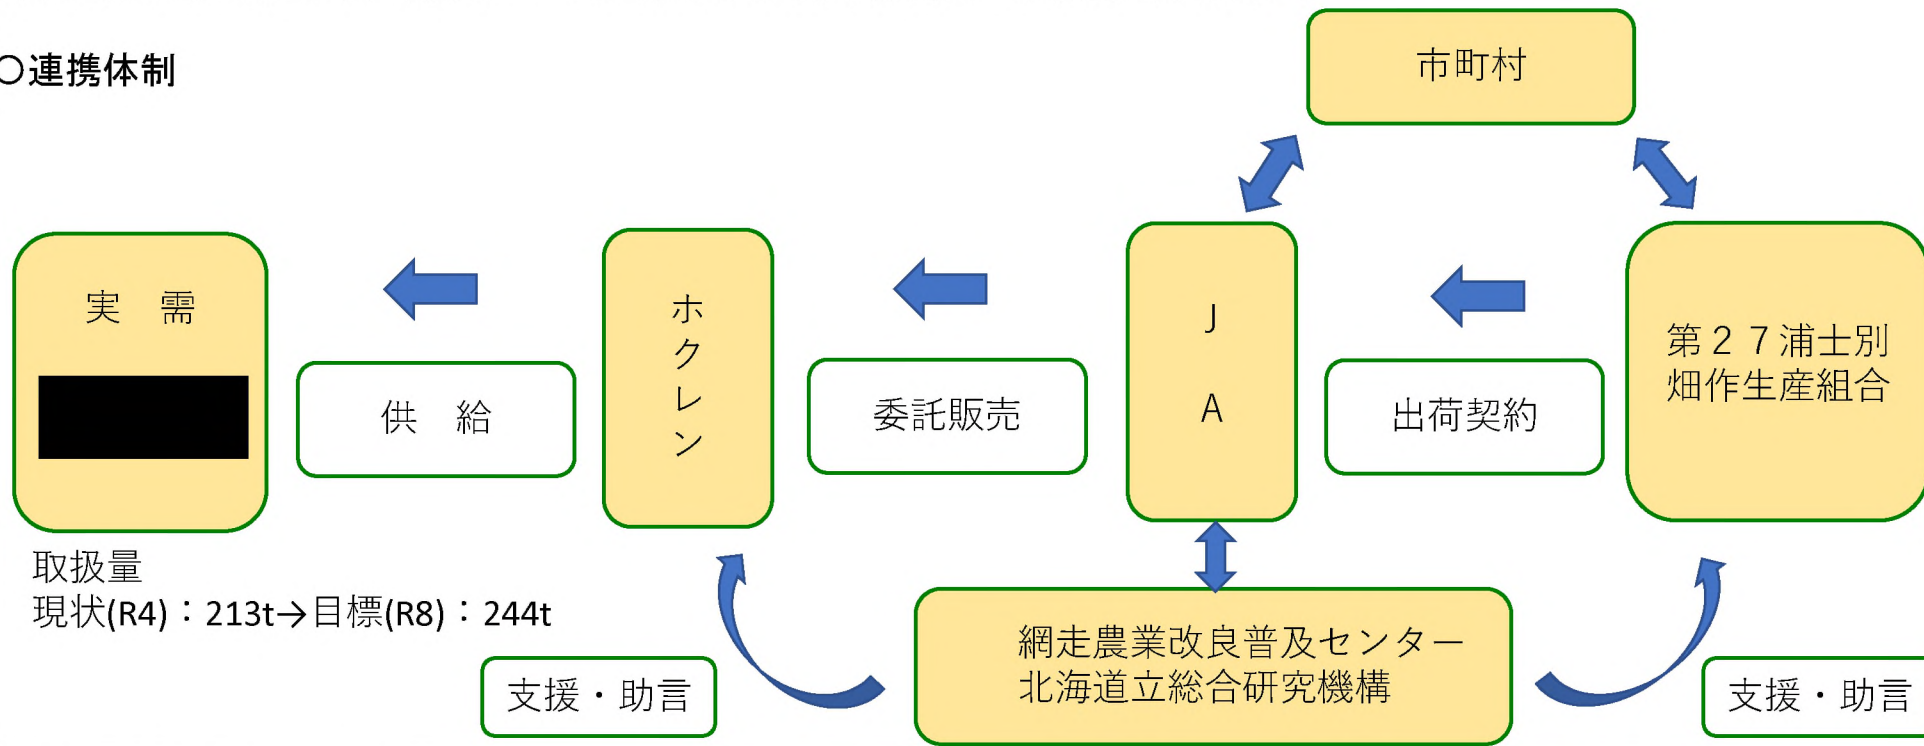 ○連携体制
市町村
実　需
供　給
ホクレン
委託販売
JA
出荷契約
第２７浦士別
畑作生産組合
取扱量
現状(R4)：213t→目標(R8)：244t
支援・助言
網走農業改良普及センター
北海道立総合研究機構
支援・助言